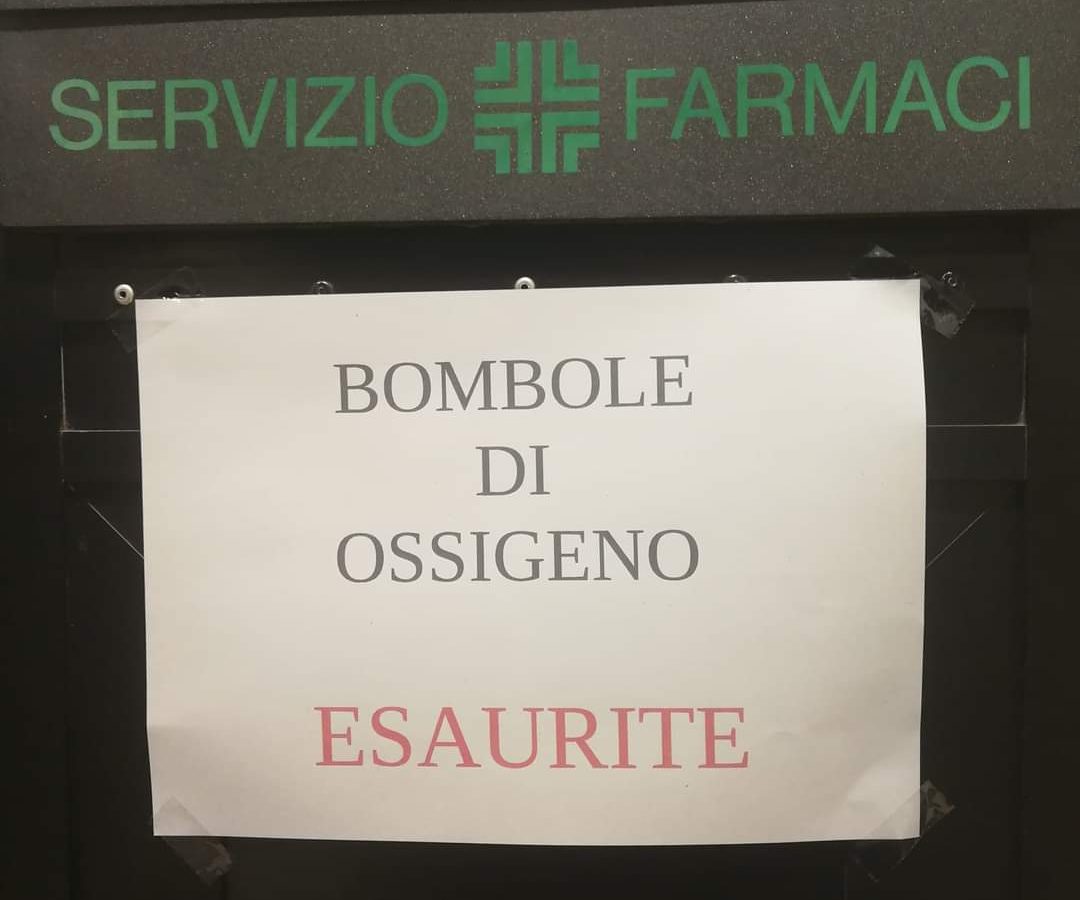 SERVIZIO FARMACI
BOMBOLE
DI
OSSIGENO
ESAURITE